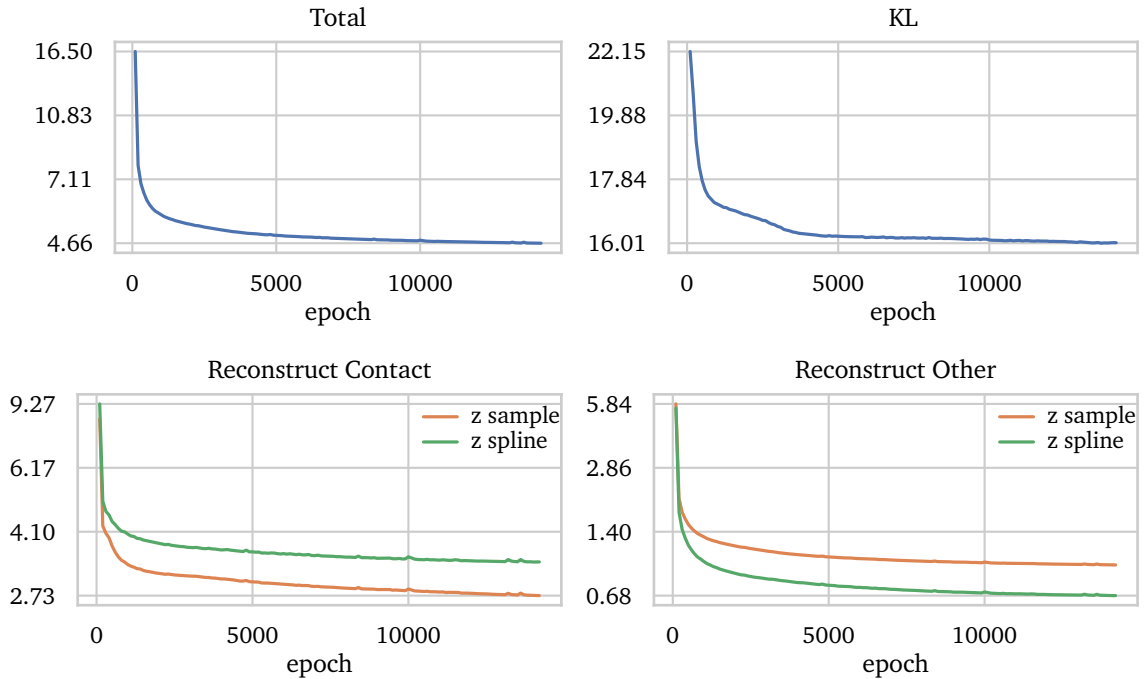 Total
16.50
10.83
7.11
4.66
0 5000 10000
epoch
KL
22.15
19.88
17.84
16.01
0 5000 10000
epoch
Reconstruct Contact
9.27
6.17
4.10
2.73
z sample
z spline
0 5000 10000
epoch
Reconstruct Other
5.84
2.86
1.40
0.68
z sample
z spline
0 5000 10000
epoch